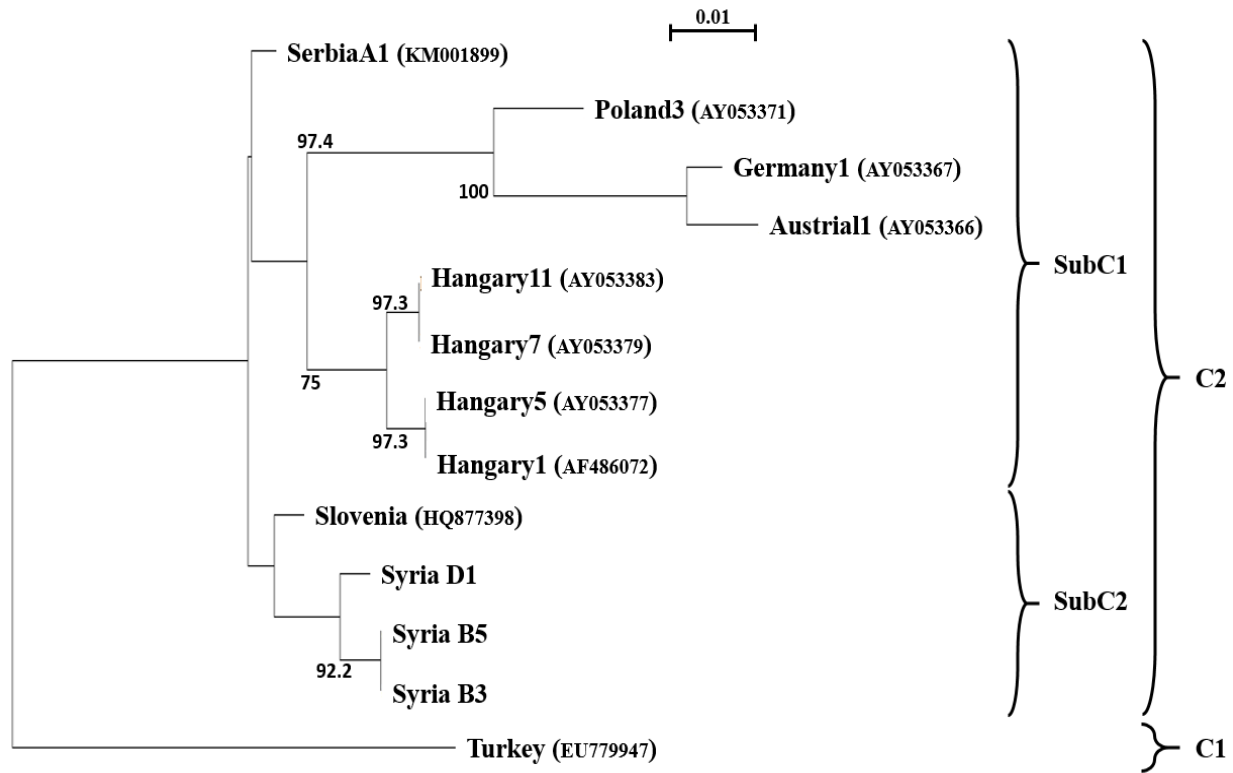 0.01
SerbiaA1 (KM001899)
Poland3 (AY053371)
97.4
Germany1 (AY053367)
100
Austrial1 (AY053366)
SubC1
Hangary11 (AY053383)
97.3
Hangary7 (AY053379)
75
C2
Hangary5 (AY053377)
97.3
Hangary1 (AF486072)
Slovenia (HQ877398)
Syria D1
SubC2
Syria B5
92.2
Syria B3
Turkey (EU779947)
C1